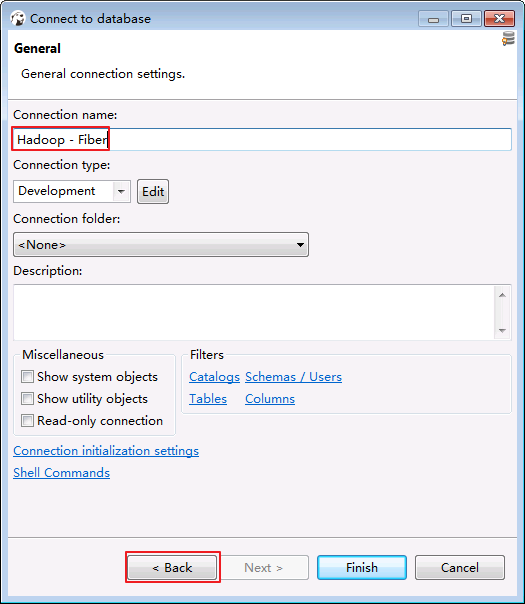 Connect to database
General
General connection settings.
Connection name:
Hadoop - Fiber
Connection type:
Development Edit
Connection folder:
<None>
Description:
Miscellaneous Filters
Show system objects Catalogs Schemas / Users
Show utility objects Tables Columns
Read-only connection
Connection initialization settings
Shell Commands
< Back Next > Finish Cancel